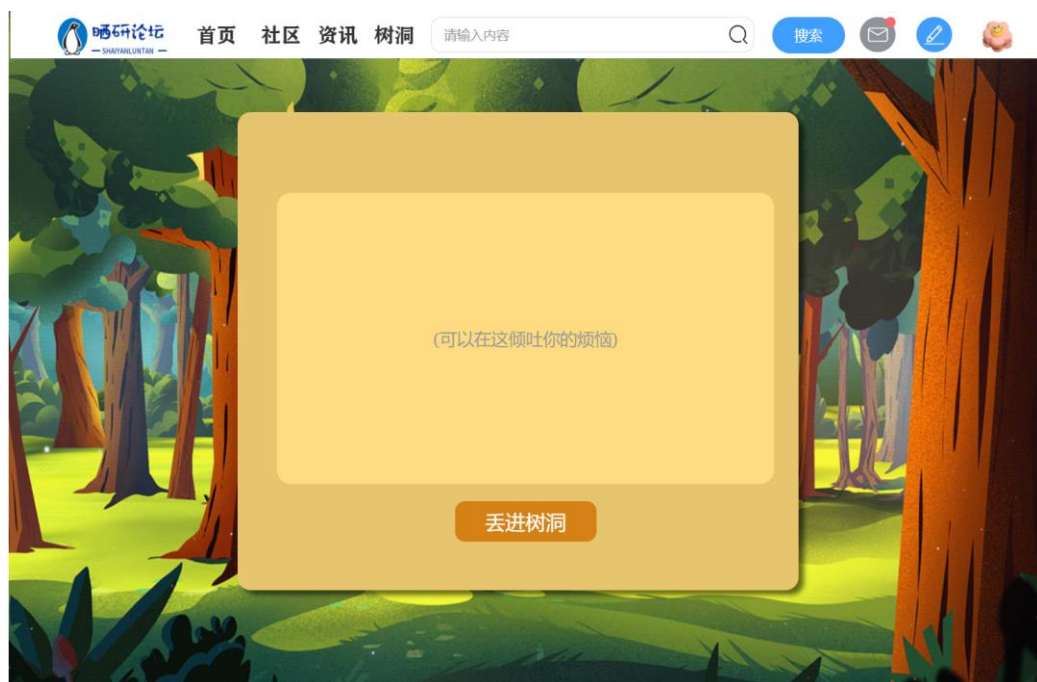 晒研论坛
— SHAIYANLUNTAN —
首页 社区 资讯 树洞 请输入内容 搜索
(可以在这倾吐你的烦恼)
丢进树洞